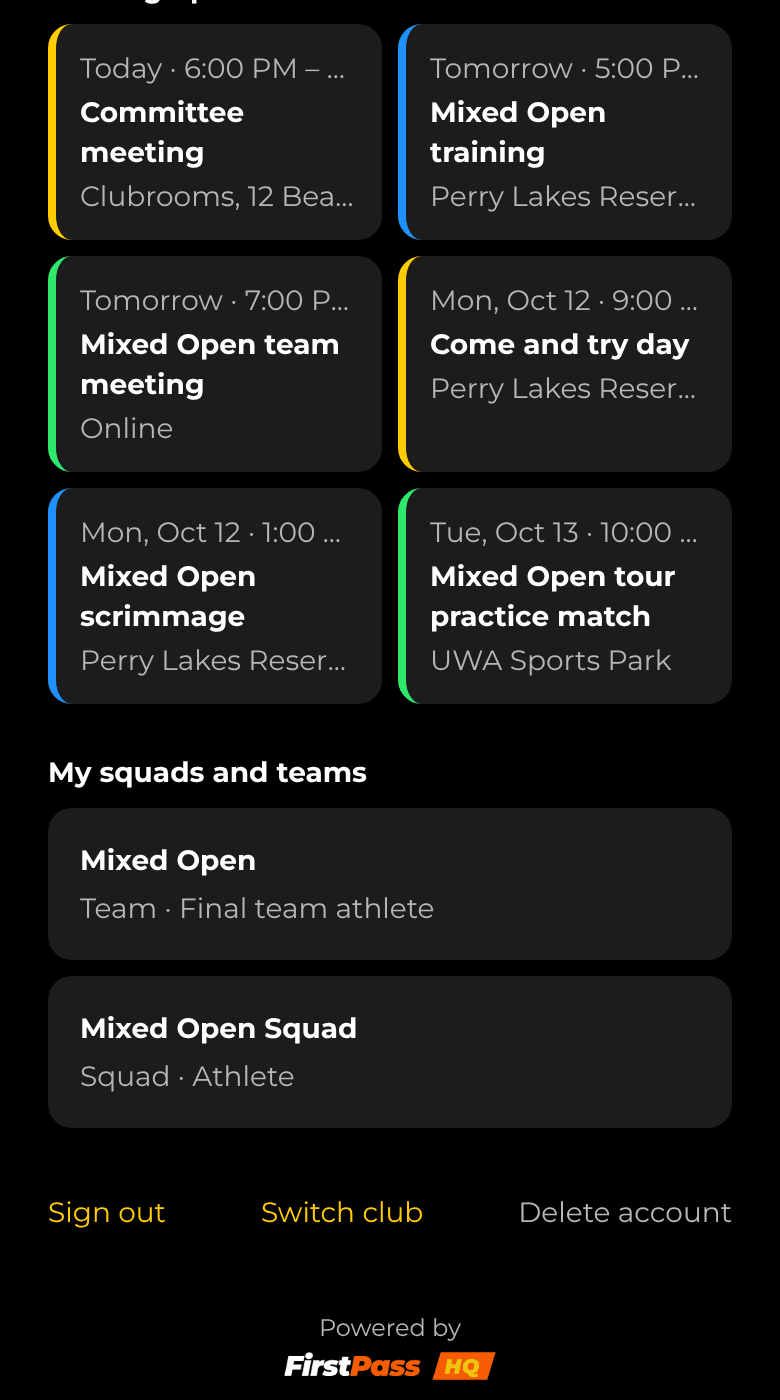 Today · 6:00 PM – ...
Committee
meeting
Clubrooms, 12 Bea...
Tomorrow · 5:00 P...
Mixed Open
training
Perry Lakes Reser...
Tomorrow · 7:00 P...
Mixed Open team
meeting
Online
Mon, Oct 12 · 9:00 ...
Come and try day
Perry Lakes Reser...
Mon, Oct 12 · 1:00 ...
Mixed Open
scrimmage
Perry Lakes Reser...
Tue, Oct 13 · 10:00 ...
Mixed Open tour
practice match
UWA Sports Park
My squads and teams
Mixed Open
Team · Final team athlete
Mixed Open Squad
Squad · Athlete
Sign out
Switch club
Delete account
Powered by
FirstPass HQ